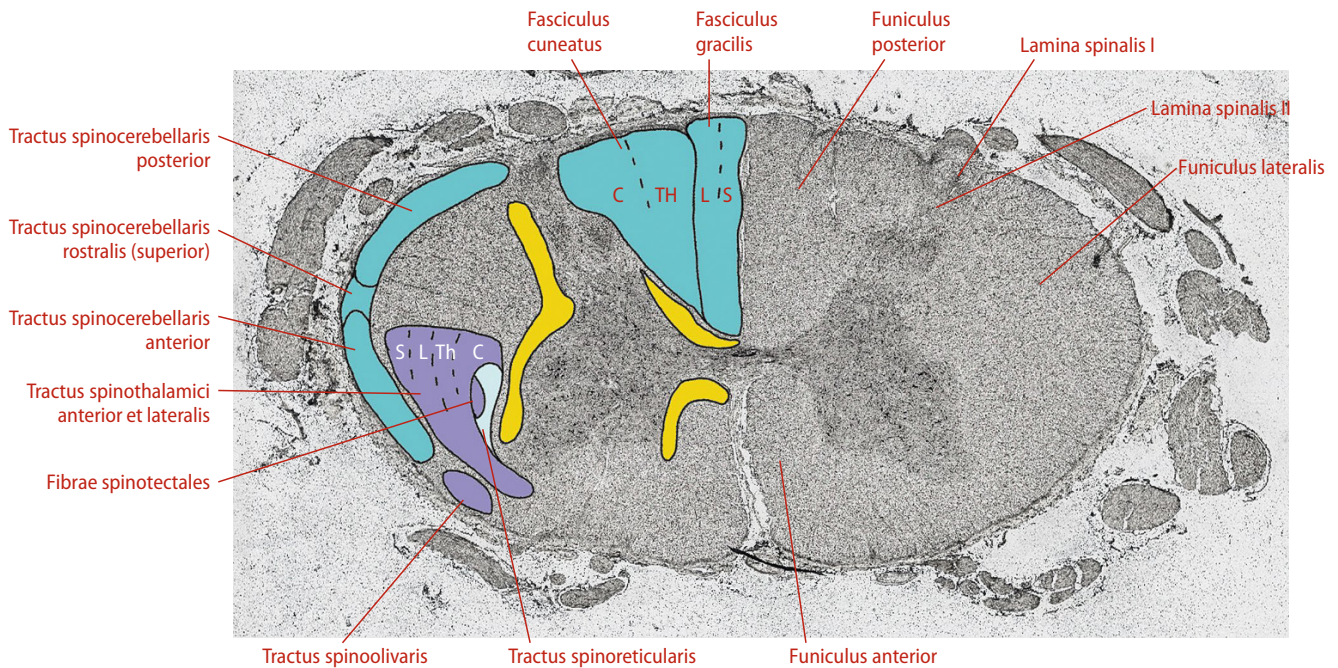 Fasciculus
cuneatus
Fasciculus
gracilis
Funiculus
posterior
Lamina spinalis I
Lamina spinalis II
Funiculus lateralis
Tractus spinocerebellaris
posterior
Tractus spinocerebellaris
rostralis (superior)
Tractus spinocerebellaris
anterior
Tractus spinothalamici
anterior et lateralis
Fibrae spinotectales
C TH L S
S L Th C
Tractus spinoolivaris
Tractus spinoreticularis
Funiculus anterior